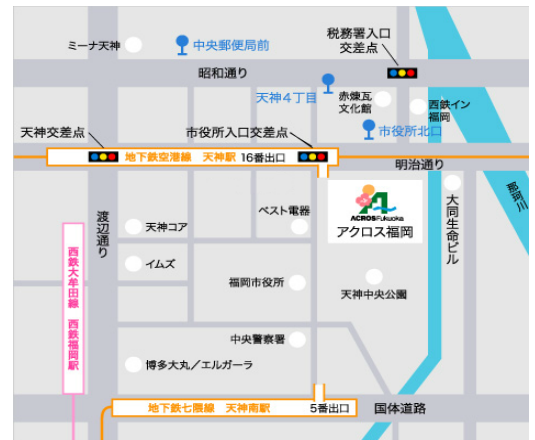 税務署入口
交差点
ミーナ天神
中央郵便局前
昭和通り
天神4丁目
赤煉瓦
文化館
西鉄イン
福岡
天神交差点
市役所入口交差点
市役所北口
地下鉄空港線 天神駅 16番出口
明治通り
那珂川
渡辺通り
天神コア
ベスト電器
ACROS Fukuoka
アクロス福岡
大同生命ビル
イムズ
西鉄大牟田線 西鉄福岡駅
福岡市役所
天神中央公園
中央警察署
博多大丸/エルガーラ
地下鉄七隈線 天神南駅 5番出口
国体道路